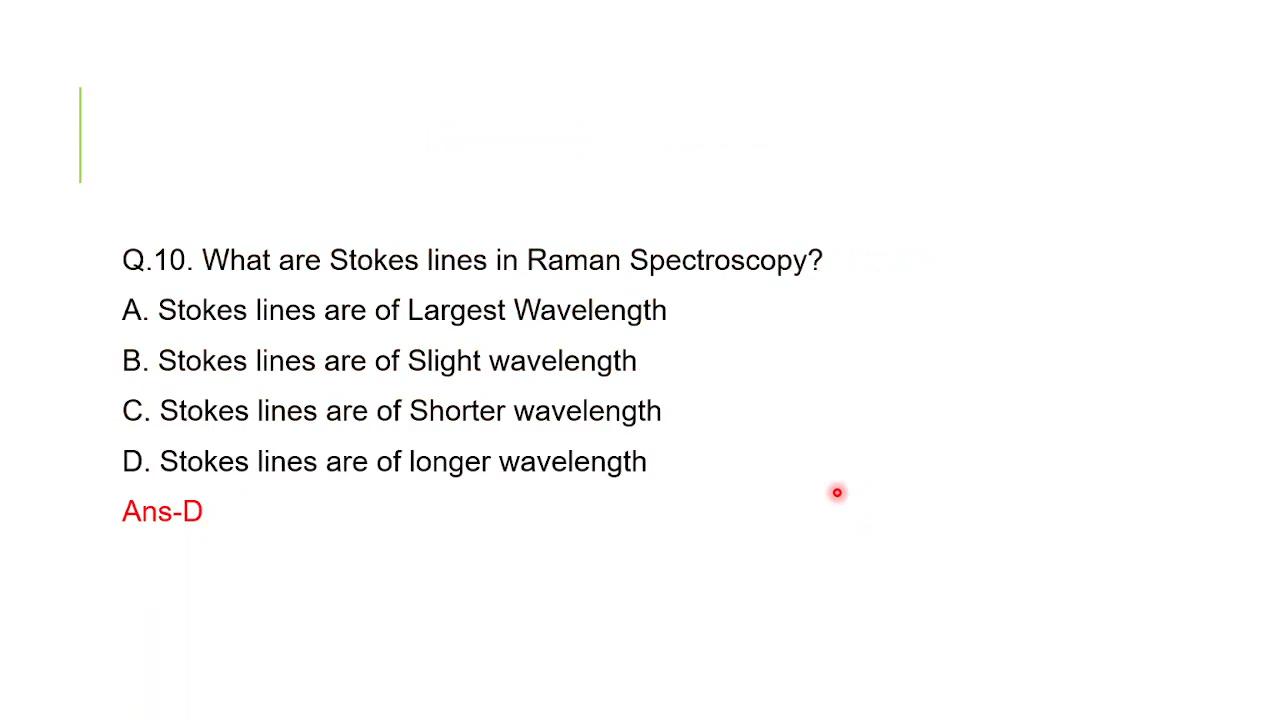 Q.10. What are Stokes lines in Raman Spectroscopy?
A. Stokes lines are of Largest Wavelength
B. Stokes lines are of Slight wavelength
C. Stokes lines are of Shorter wavelength
D. Stokes lines are of longer wavelength
Ans-D